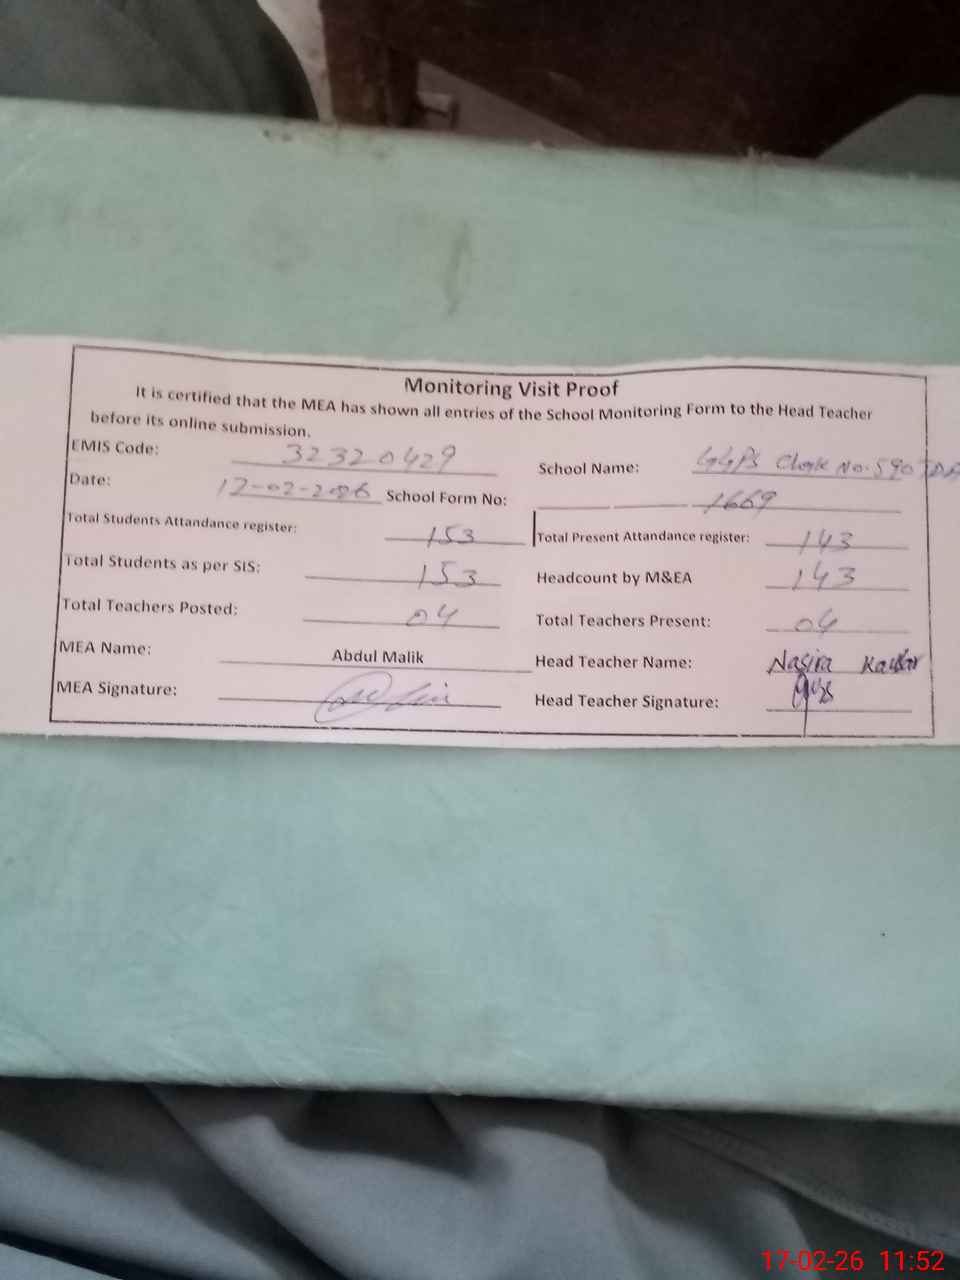 Monitoring Visit Proof
It is certified that the MEA has shown all entries of the School Monitoring Form to the Head Teacher
before its online submission.
EMIS Code: 32320429 School Name: GGPS Chak No. 590 TDA
Date: 17-02-2026 School Form No: 1669
Total Students Attandance register: 153 Total Present Attandance register: 143
Total Students as per SIS: 153 Headcount by M&EA 143
Total Teachers Posted: 04 Total Teachers Present: 04
MEA Name: Abdul Malik Head Teacher Name: Nasira Kausar
MEA Signature: Head Teacher Signature:
17-02-26 11:52